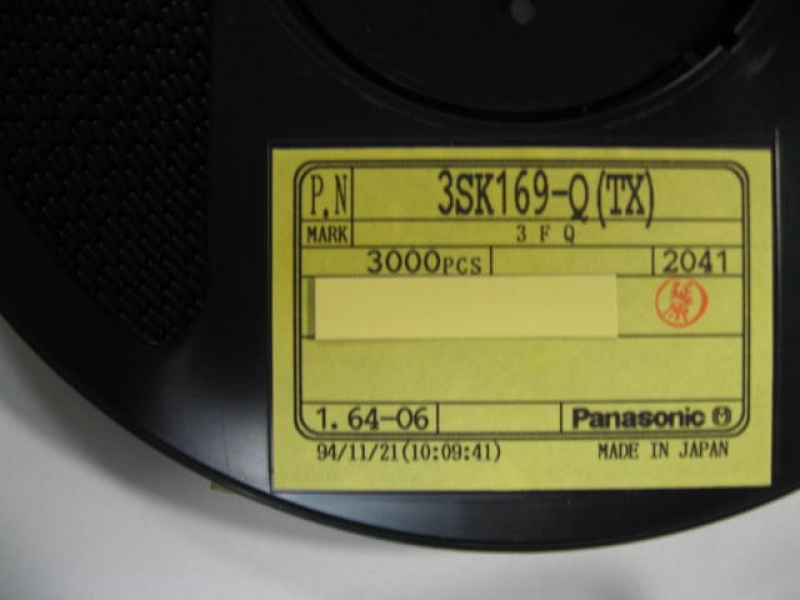 P.N 3SK169-Q(TX)
MARK 3 F Q
3000PCS 2041
1.64-06 Panasonic
94/11/21(10:09:41) MADE IN JAPAN